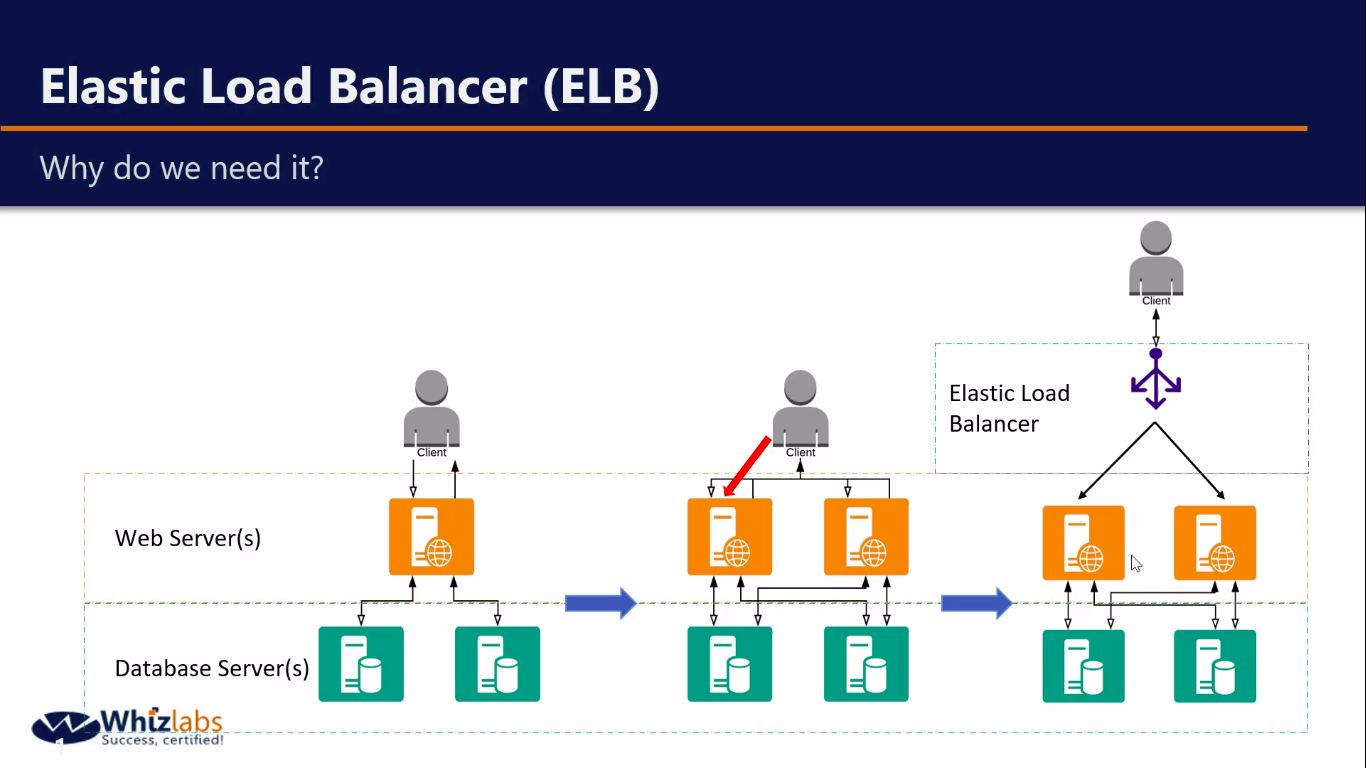 Elastic Load Balancer (ELB)
Why do we need it?
Client
Elastic Load
Balancer
Client
Client
Web Server(s)
Database Server(s)
Whizlabs
Success, certified!
1